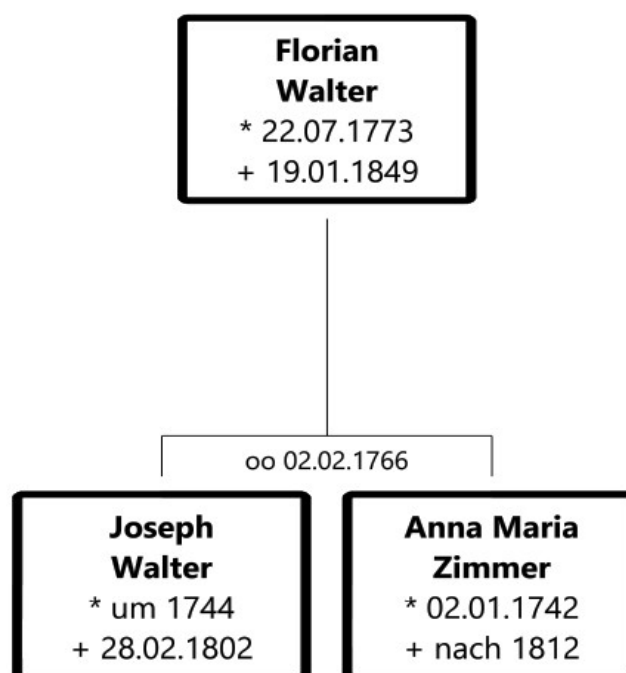 Florian
Walter
* 22.07.1773
+ 19.01.1849
oo 02.02.1766
Joseph
Walter
* um 1744
+ 28.02.1802
Anna Maria
Zimmer
* 02.01.1742
+ nach 1812